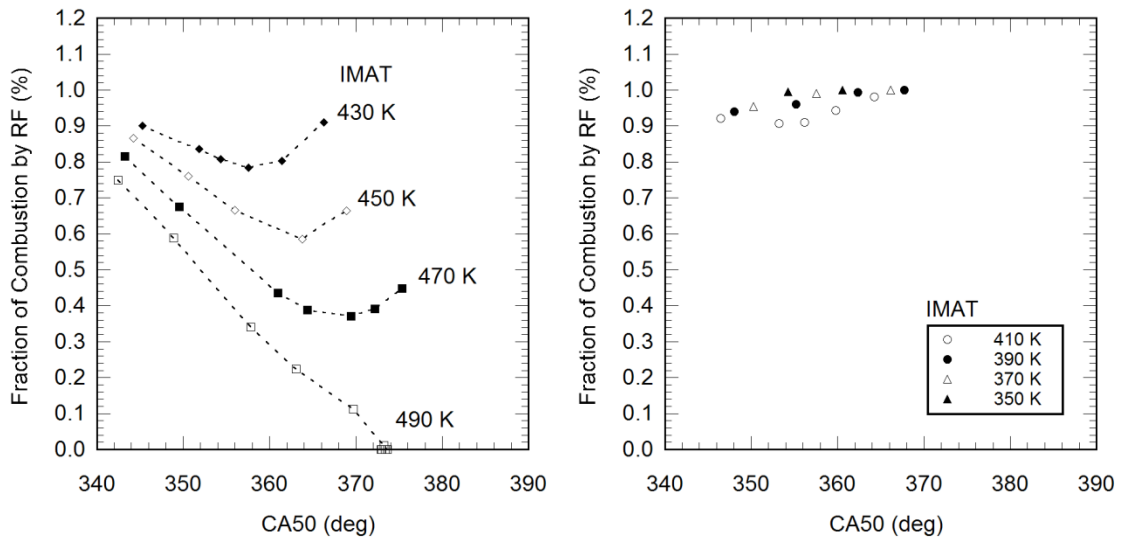 Fraction of Combustion by RF (%)
1.2
1.1
1.0
0.9
0.8
0.7
0.6
0.5
0.4
0.3
0.2
0.1
0.0
IMAT
430 K
450 K
470 K
490 K
340 350 360 370 380 390
CA50 (deg)
Fraction of Combustion by RF (%)
1.2
1.1
1.0
0.9
0.8
0.7
0.6
0.5
0.4
0.3
0.2
0.1
0.0
IMAT
410 K
390 K
370 K
350 K
340 350 360 370 380 390
CA50 (deg)